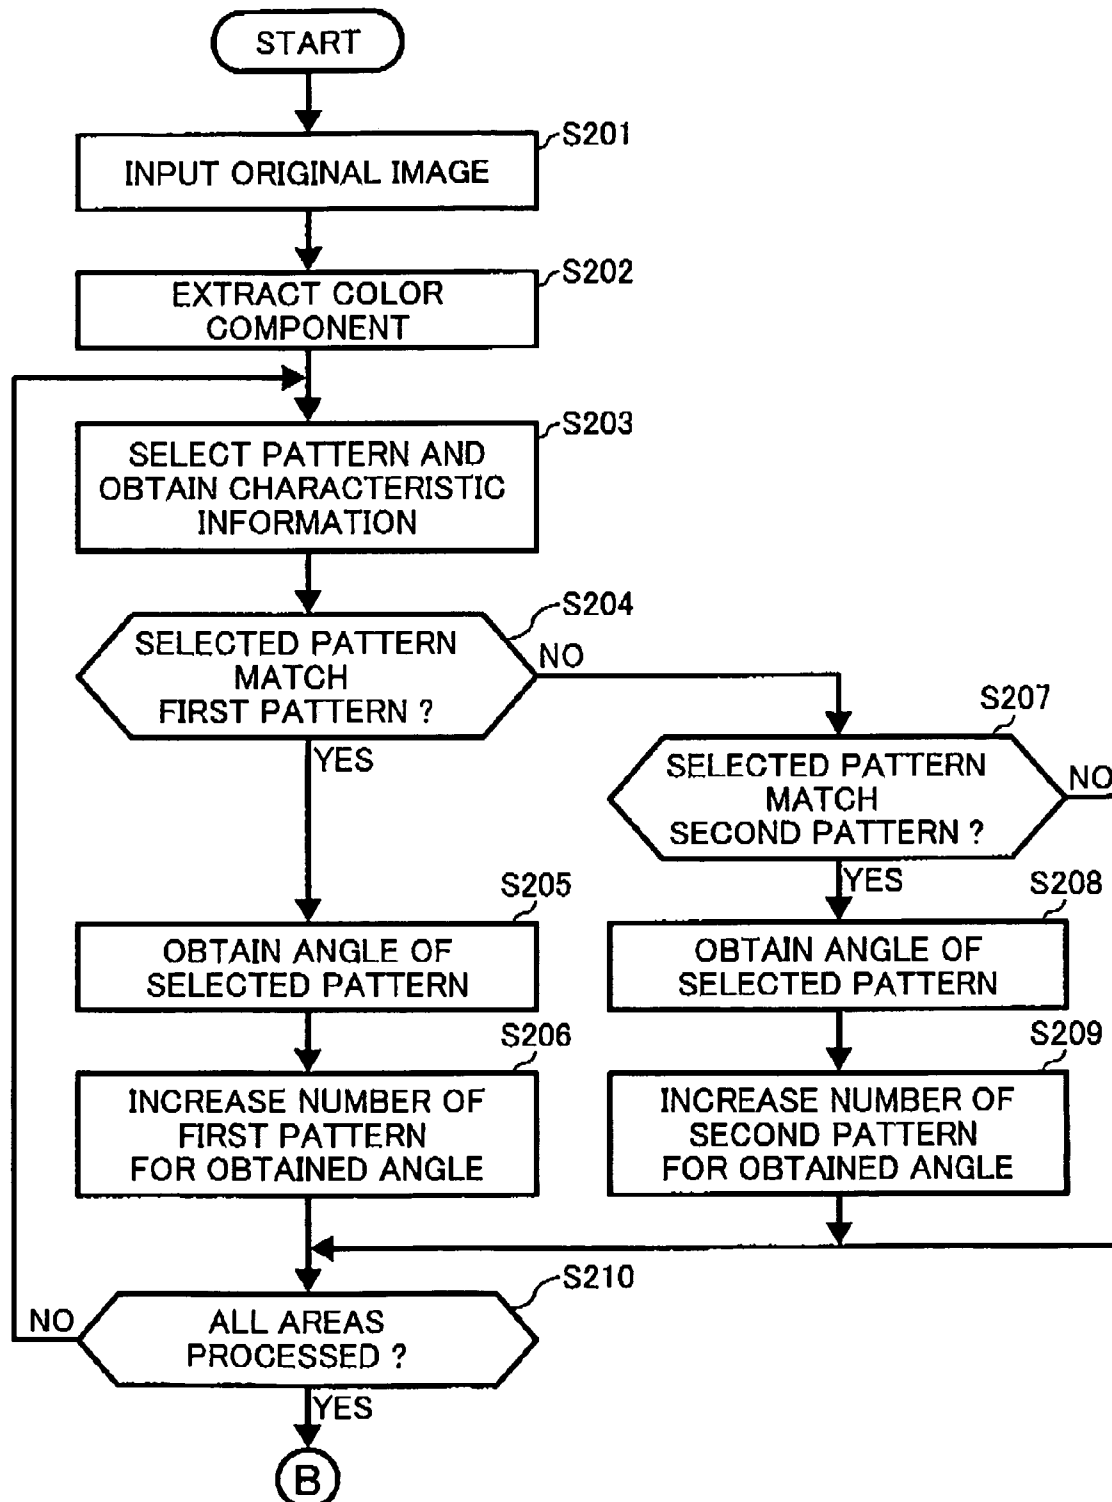 START
S201
INPUT ORIGINAL IMAGE
S202
EXTRACT COLOR
COMPONENT
S203
SELECT PATTERN AND
OBTAIN CHARACTERISTIC
INFORMATION
S204
SELECTED PATTERN
MATCH
FIRST PATTERN ?
NO
YES
S207
SELECTED PATTERN
MATCH
SECOND PATTERN ?
NO
YES
S205
OBTAIN ANGLE OF
SELECTED PATTERN
S208
OBTAIN ANGLE OF
SELECTED PATTERN
S206
INCREASE NUMBER OF
FIRST PATTERN
FOR OBTAINED ANGLE
S209
INCREASE NUMBER OF
SECOND PATTERN
FOR OBTAINED ANGLE
S210
ALL AREAS
PROCESSED ?
NO
YES
B